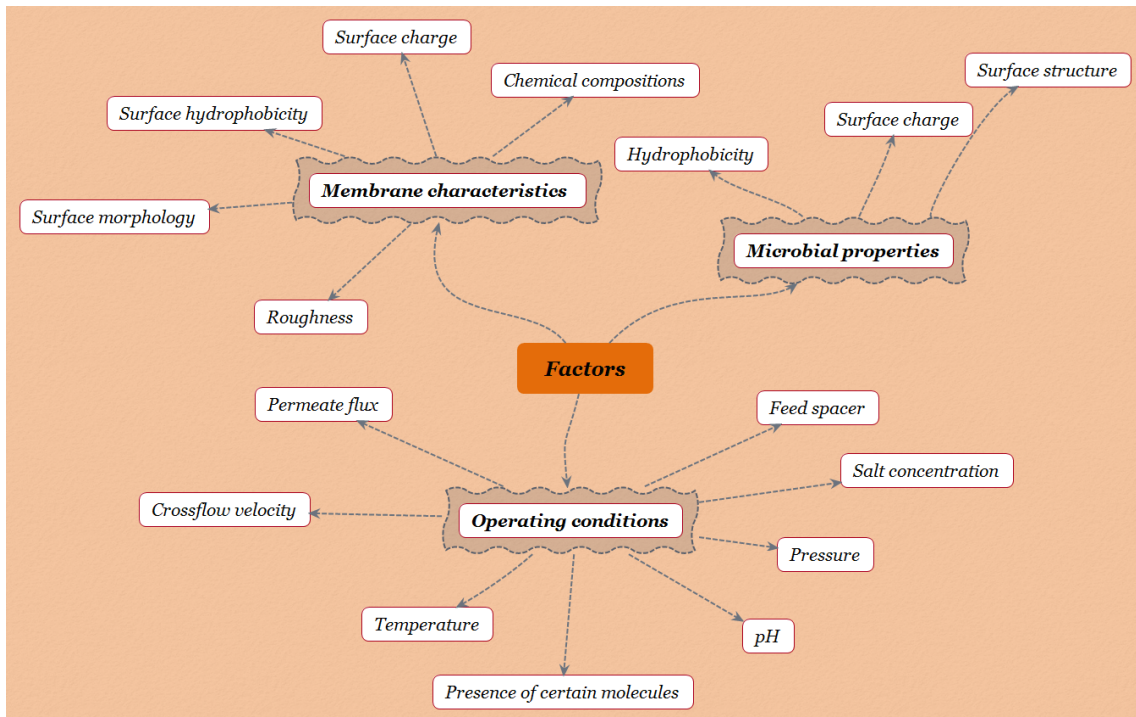 Surface charge
Chemical compositions
Surface structure
Surface hydrophobicity
Surface charge
Hydrophobicity
Membrane characteristics
Surface morphology
Microbial properties
Roughness
Factors
Permeate flux
Feed spacer
Salt concentration
Crossflow velocity
Operating conditions
Pressure
Temperature
pH
Presence of certain molecules